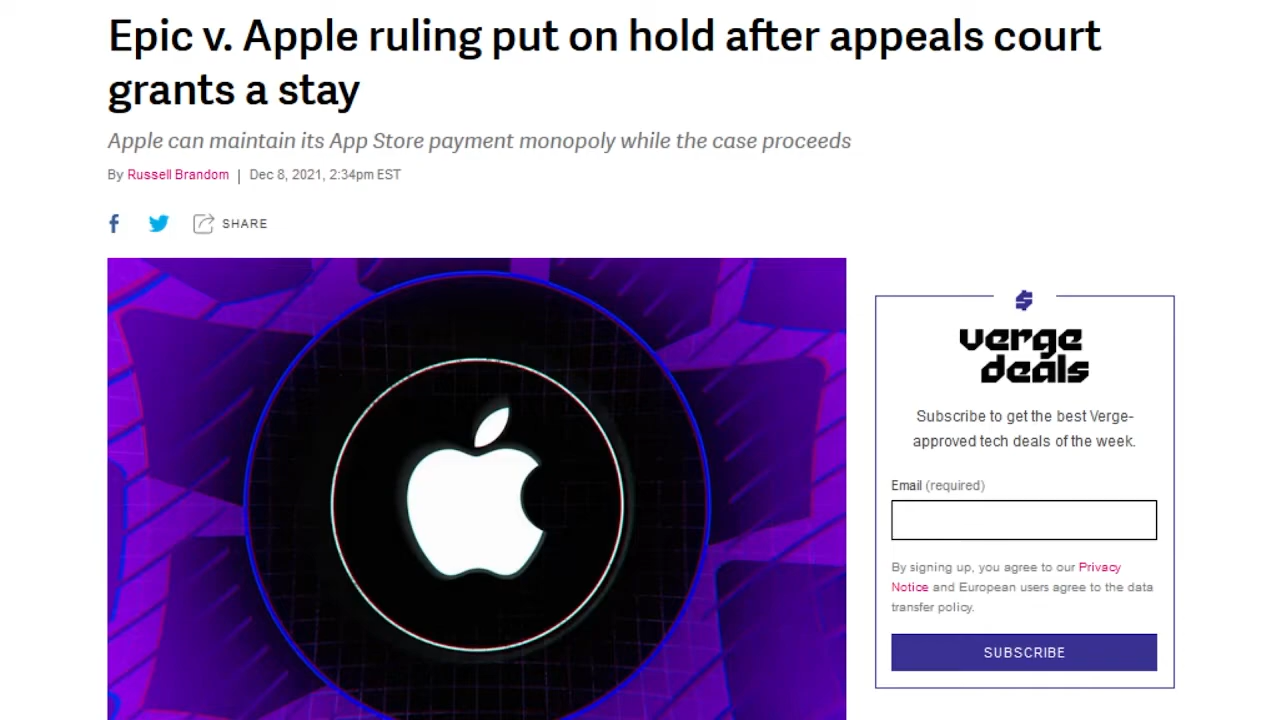 Epic v. Apple ruling put on hold after appeals court
grants a stay
Apple can maintain its App Store payment monopoly while the case proceeds
By Russell Brandom | Dec 8, 2021, 2:34pm EST
SHARE
verge
deals
Subscribe to get the best Verge-
approved tech deals of the week.
Email (required)
By signing up, you agree to our Privacy
Notice and European users agree to the data
transfer policy.
SUBSCRIBE